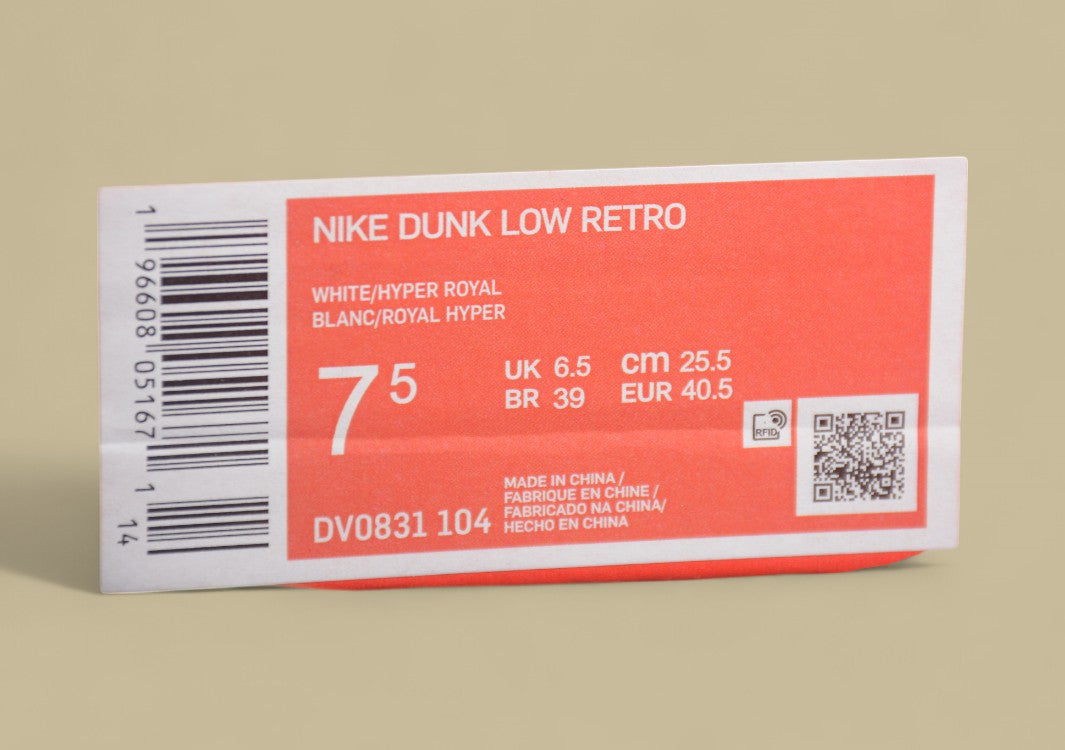 1 96608 05167 1
14
NIKE DUNK LOW RETRO
WHITE/HYPER ROYAL
BLANC/ROYAL HYPER
7 5
UK 6.5 cm 25.5
BR 39 EUR 40.5
RFID
MADE IN CHINA /
FABRIQUE EN CHINE /
FABRICADO NA CHINA/
HECHO EN CHINA
DV0831 104